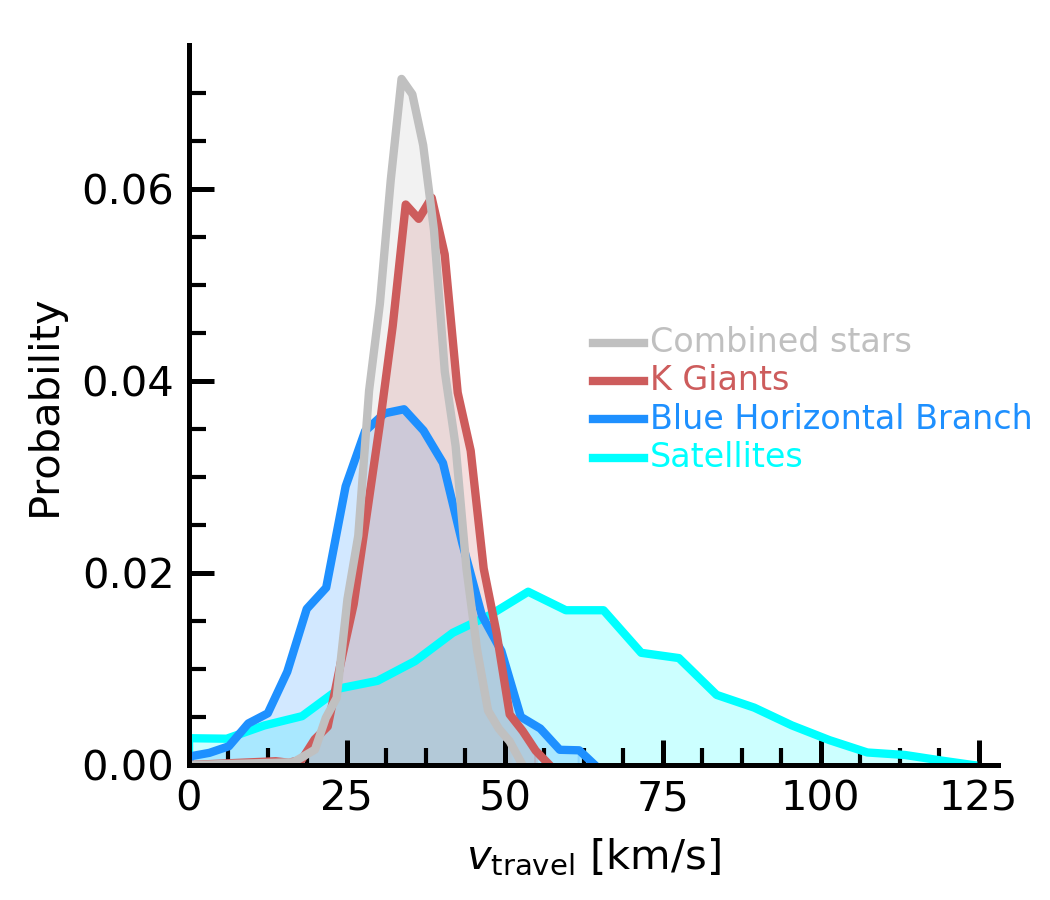 Probability
0.06
0.04
0.02
0.00
Combined stars
K Giants
Blue Horizontal Branch
Satellites
0 25 50 75 100 125
v_travel [km/s]